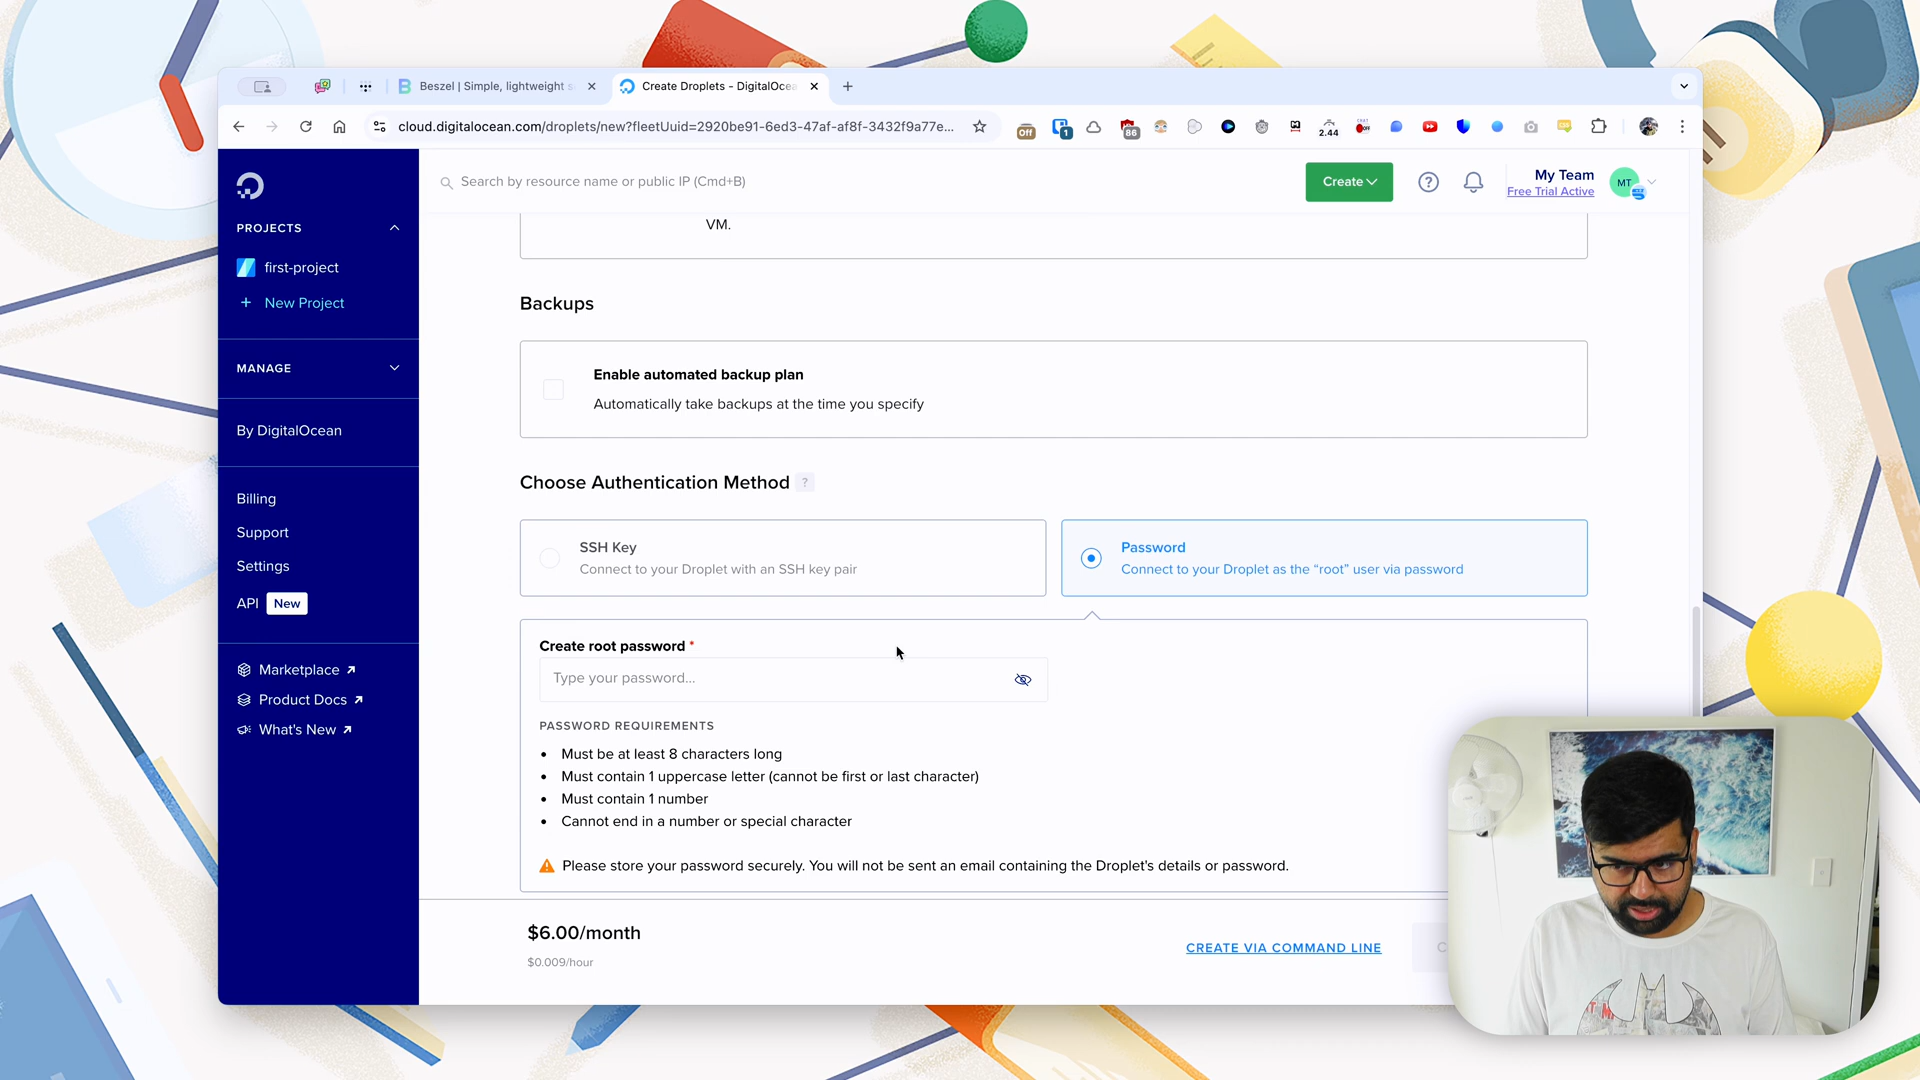 Beszel | Simple, lightweight s
Create Droplets - DigitalOce
cloud.digitalocean.com/droplets/new?fleetUuid=2920be91-6ed3-47af-af8f-3432f9a77e...
Off
1
86
2.44
Search by resource name or public IP (Cmd+B)
Create
My Team
Free Trial Active
MT
PROJECTS
first-project
+ New Project
MANAGE
By DigitalOcean
Billing
Support
Settings
API New
Marketplace
Product Docs
What's New
VM.
Backups
Enable automated backup plan
Automatically take backups at the time you specify
Choose Authentication Method ?
SSH Key
Connect to your Droplet with an SSH key pair
Password
Connect to your Droplet as the “root” user via password
Create root password *
Type your password...
PASSWORD REQUIREMENTS
• Must be at least 8 characters long
• Must contain 1 uppercase letter (cannot be first or last character)
• Must contain 1 number
• Cannot end in a number or special character
Please store your password securely. You will not be sent an email containing the Droplet's details or password.
$6.00/month
$0.009/hour
CREATE VIA COMMAND LINE